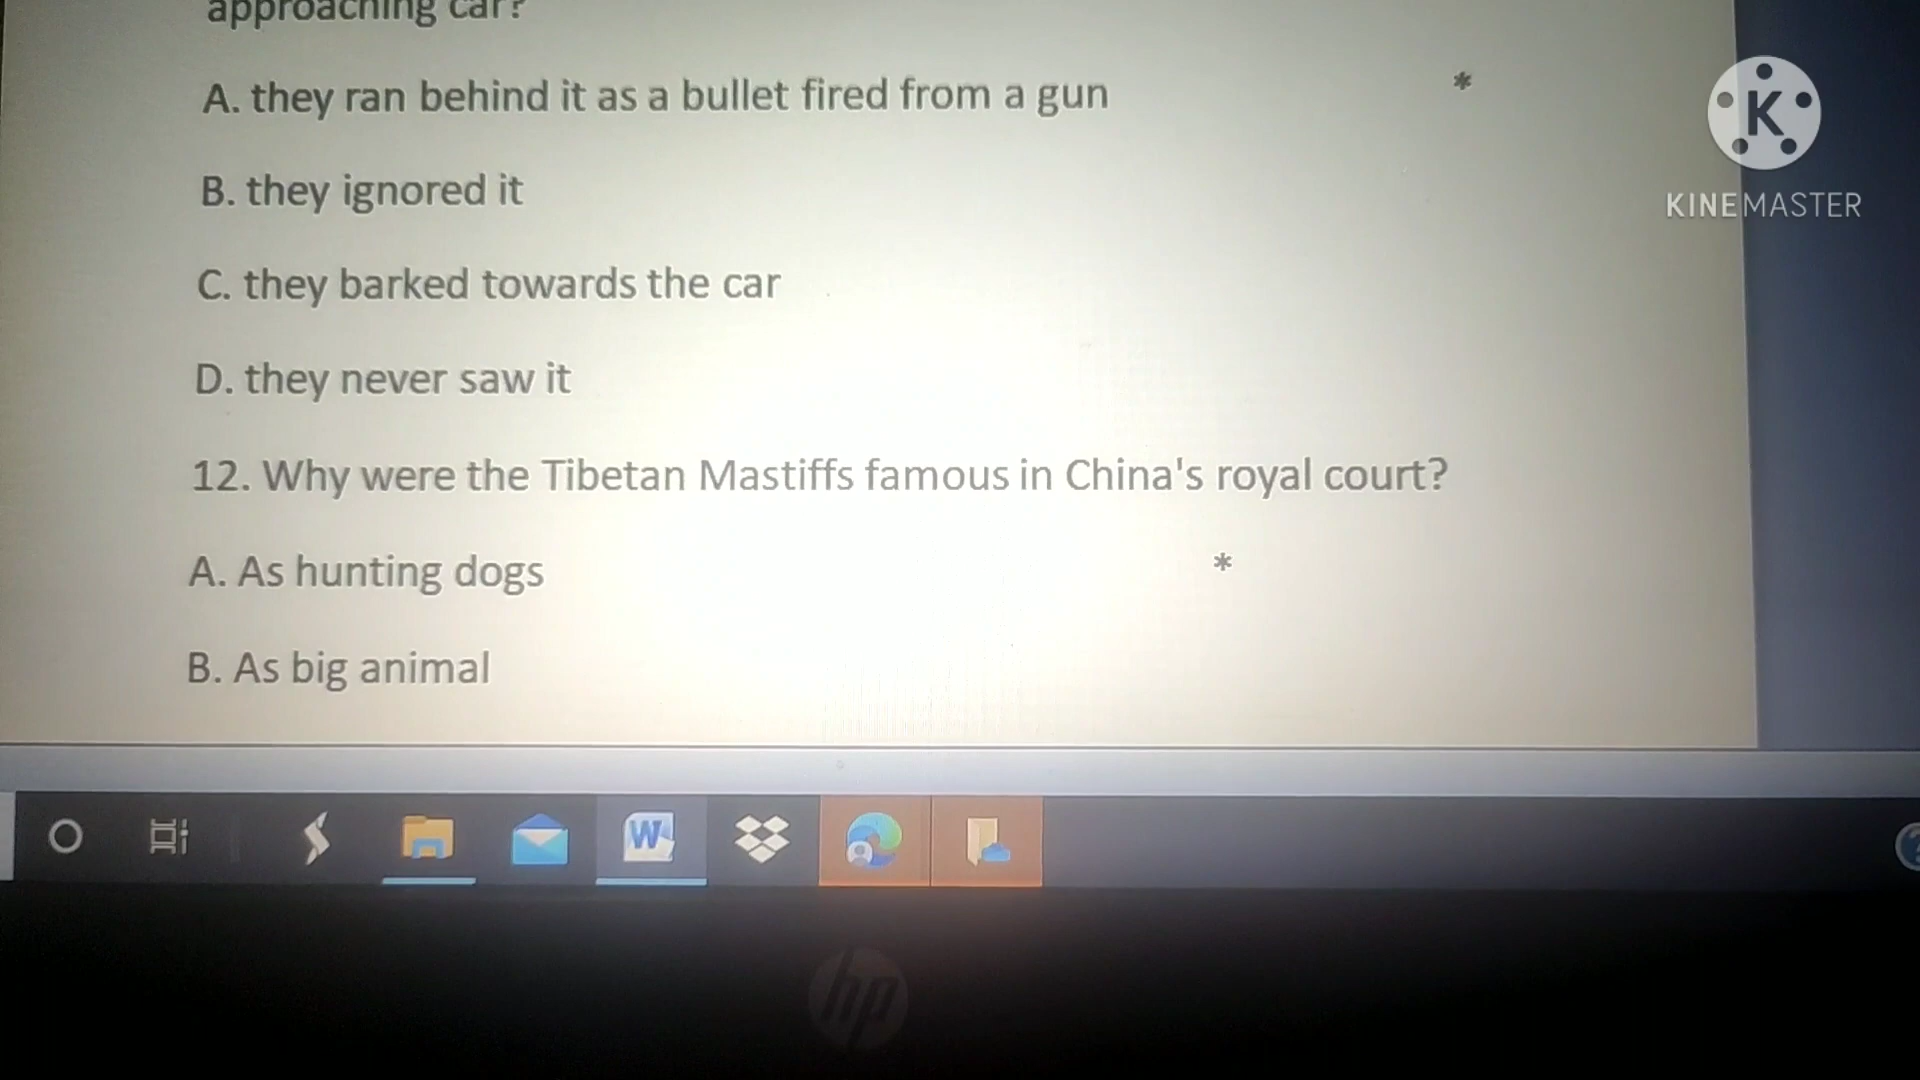 approaching car?
A. they ran behind it as a bullet fired from a gun *
B. they ignored it
C. they barked towards the car
D. they never saw it
12. Why were the Tibetan Mastiffs famous in China's royal court?
A. As hunting dogs *
B. As big animal
K
KINEMASTER
W
hp